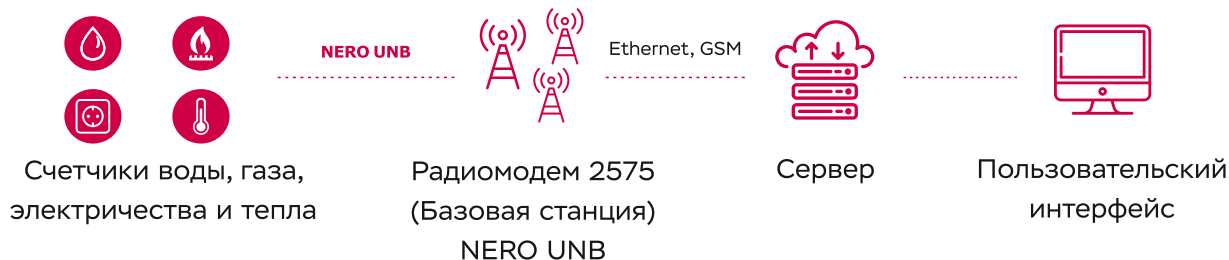 NERO UNB
Ethernet, GSM
Счетчики воды, газа,
электричества и тепла
Радиомодем 2575
(Базовая станция)
NERO UNB
Сервер
Пользовательский
интерфейс